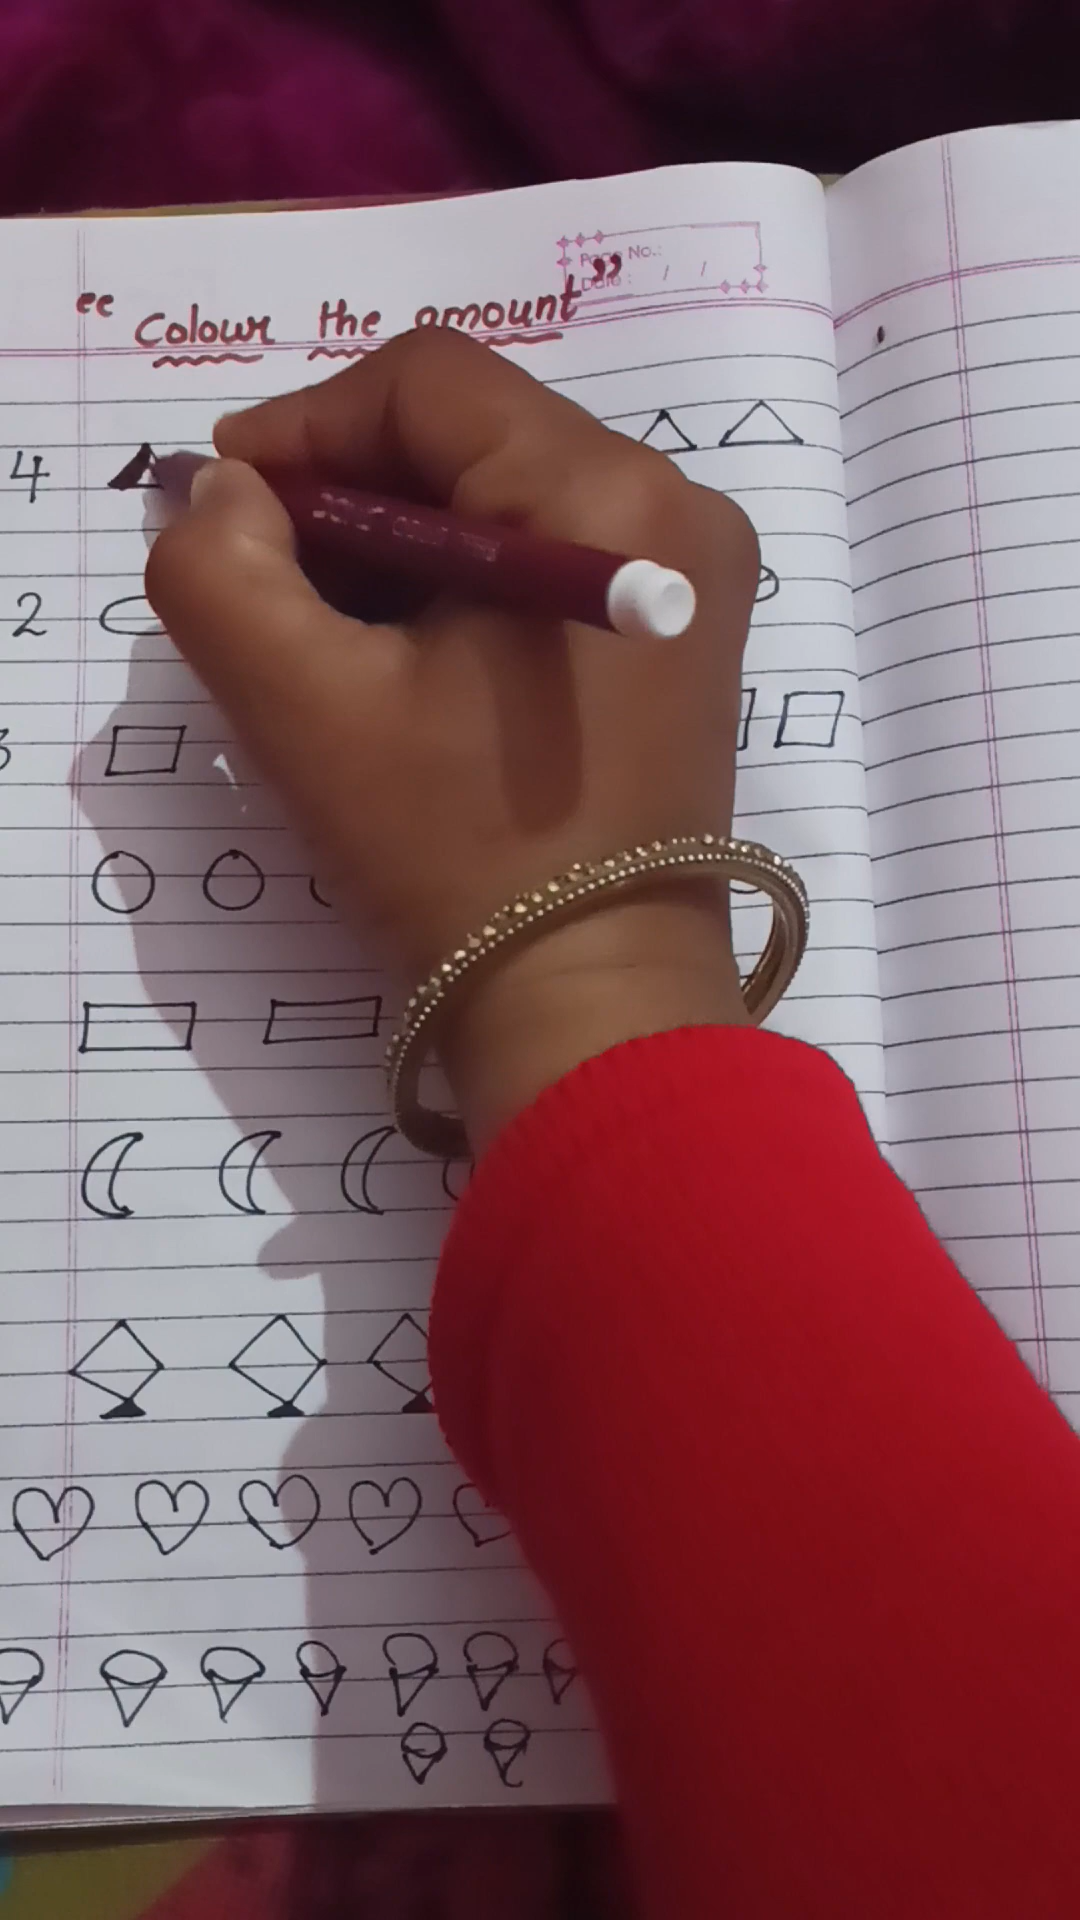 Page No.:
Date : / /
“ Colour the amount ”
4
2
3